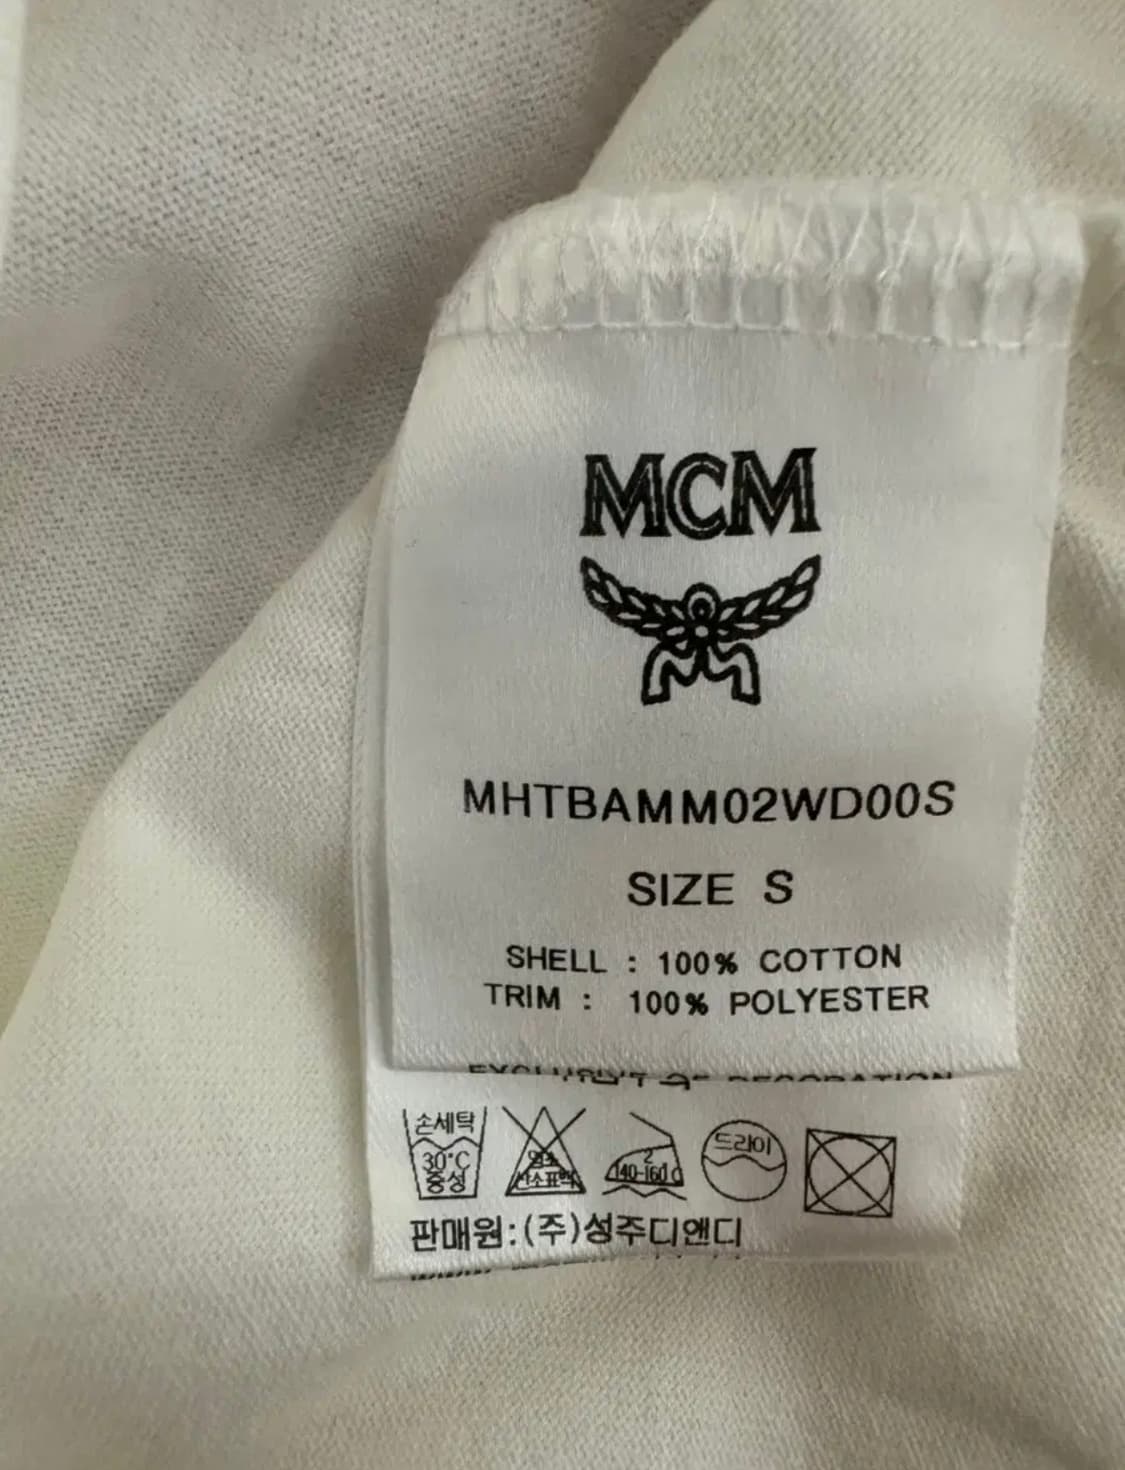 MCM
MHTBAMM02WD00S
SIZE S
SHELL : 100% COTTON
TRIM : 100% POLYESTER
손세탁
30°C
중성
드라이
2
140-160°C
판매원:(주)성주디앤디